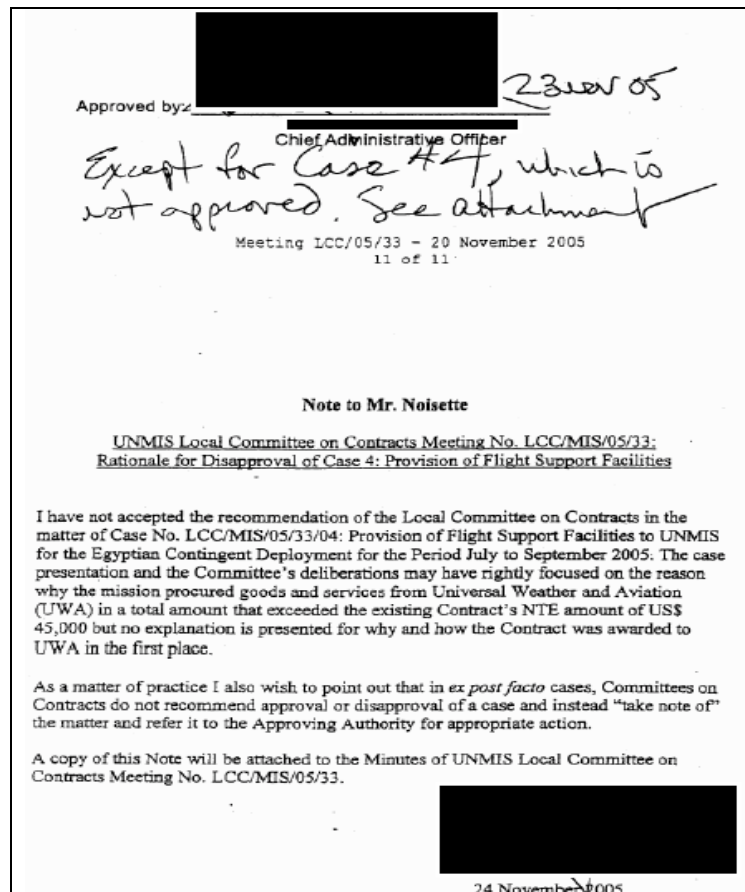 23 Nov 05
Approved by:
Chief Administrative Officer
Except for Case #4, which is
not approved. See attachment
Meeting LCC/05/33 - 20 November 2005
11 of 11
Note to Mr. Noisette
UNMIS Local Committee on Contracts Meeting No. LCC/MIS/05/33:
Rationale for Disapproval of Case 4: Provision of Flight Support Facilities
I have not accepted the recommendation of the Local Committee on Contracts in the
matter of Case No. LCC/MIS/05/33/04: Provision of Flight Support Facilities to UNMIS
for the Egyptian Contingent Deployment for the Period July to September 2005. The case
presentation and the Committee's deliberations may have rightly focused on the reason
why the mission procured goods and services from Universal Weather and Aviation
(UWA) in a total amount that exceeded the existing Contract's NTE amount of US$
45,000 but no explanation is presented for why and how the Contract was awarded to
UWA in the first place.
As a matter of practice I also wish to point out that in ex post facto cases, Committees on
Contracts do not recommend approval or disapproval of a case and instead "take note of"
the matter and refer it to the Approving Authority for appropriate action.
A copy of this Note will be attached to the Minutes of UNMIS Local Committee on
Contracts Meeting No. LCC/MIS/05/33.
24 November 2005